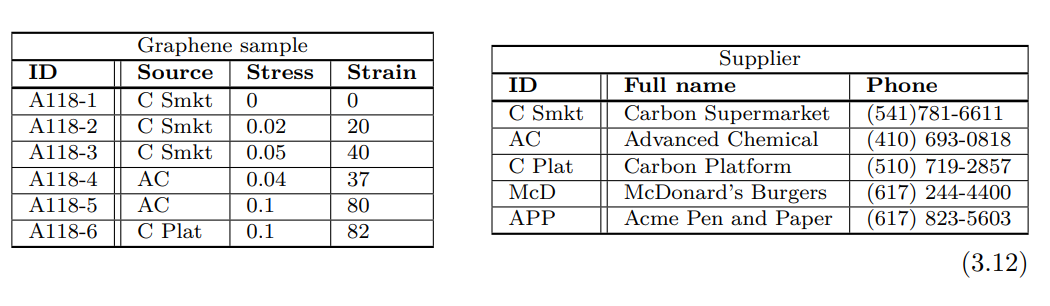 Graphene sample
ID Source Stress Strain
A118-1 C Smkt 0 0
A118-2 C Smkt 0.02 20
A118-3 C Smkt 0.05 40
A118-4 AC 0.04 37
A118-5 AC 0.1 80
A118-6 C Plat 0.1 82
Supplier
ID Full name Phone
C Smkt Carbon Supermarket (541)781-6611
AC Advanced Chemical (410) 693-0818
C Plat Carbon Platform (510) 719-2857
McD McDonard's Burgers (617) 244-4400
APP Acme Pen and Paper (617) 823-5603
(3.12)